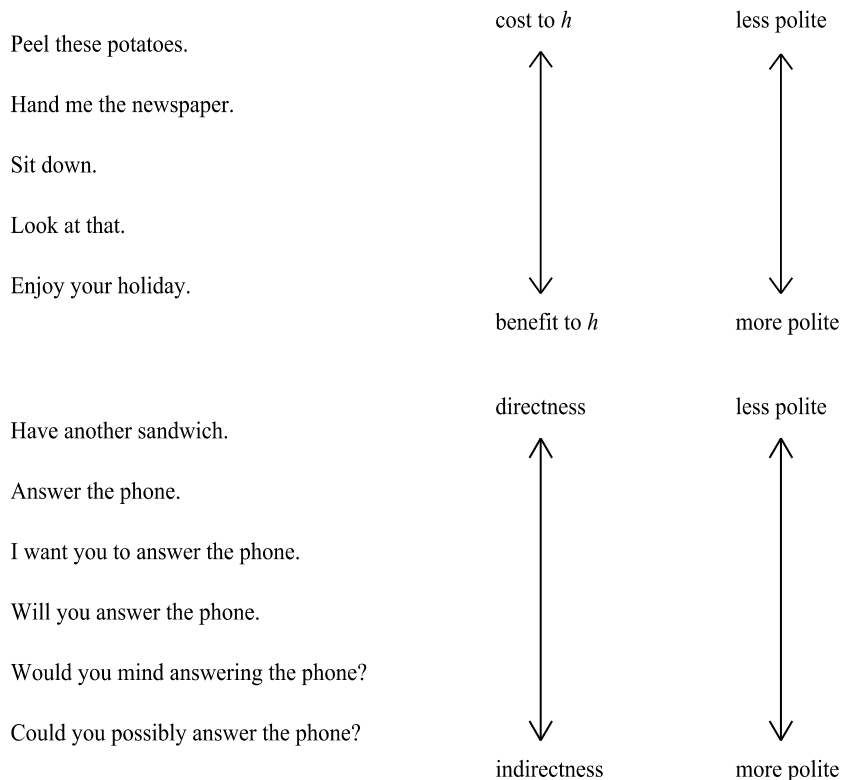 cost to h less polite
Peel these potatoes.
Hand me the newspaper.
Sit down.
Look at that.
Enjoy your holiday.
benefit to h more polite
directness less polite
Have another sandwich.
Answer the phone.
I want you to answer the phone.
Will you answer the phone.
Would you mind answering the phone?
Could you possibly answer the phone?
indirectness more polite